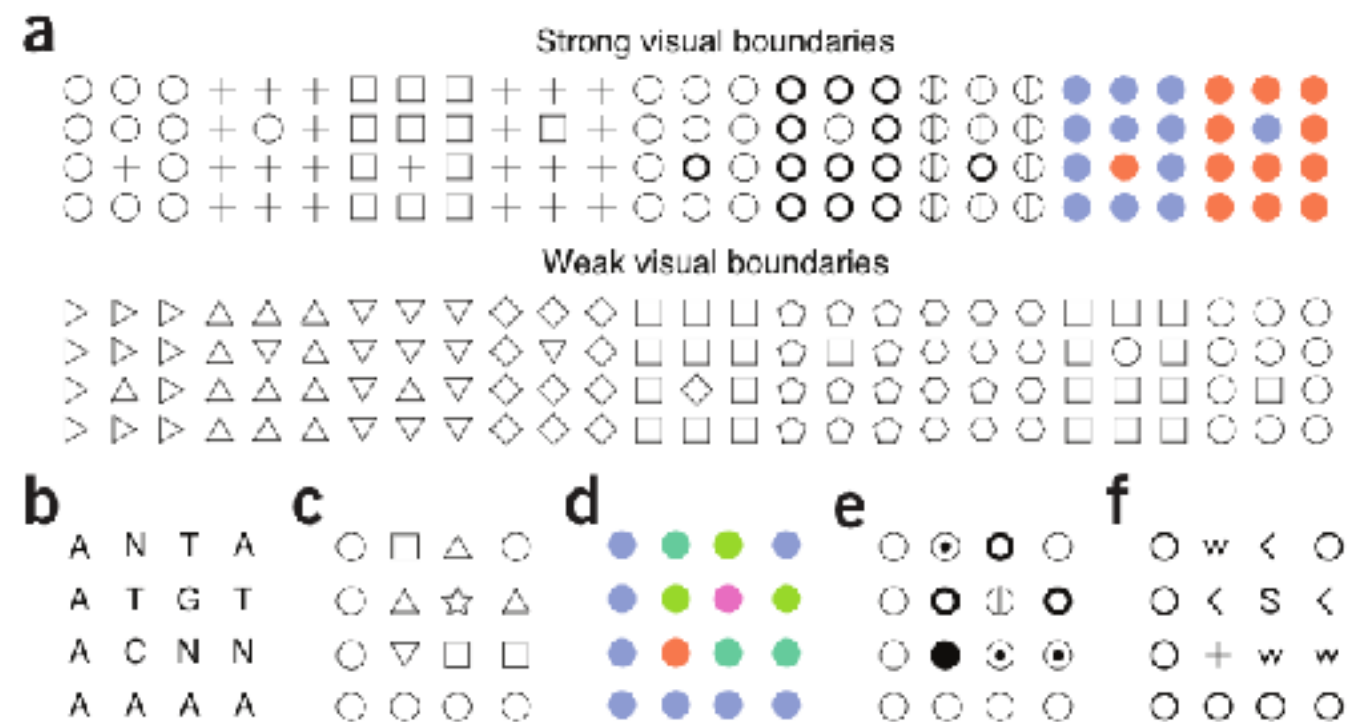 a
Strong visual boundaries
Weak visual boundaries
b
A N T A
A T G T
A C N N
A A A A
c
d
e
f
w <
< S <
+ w w